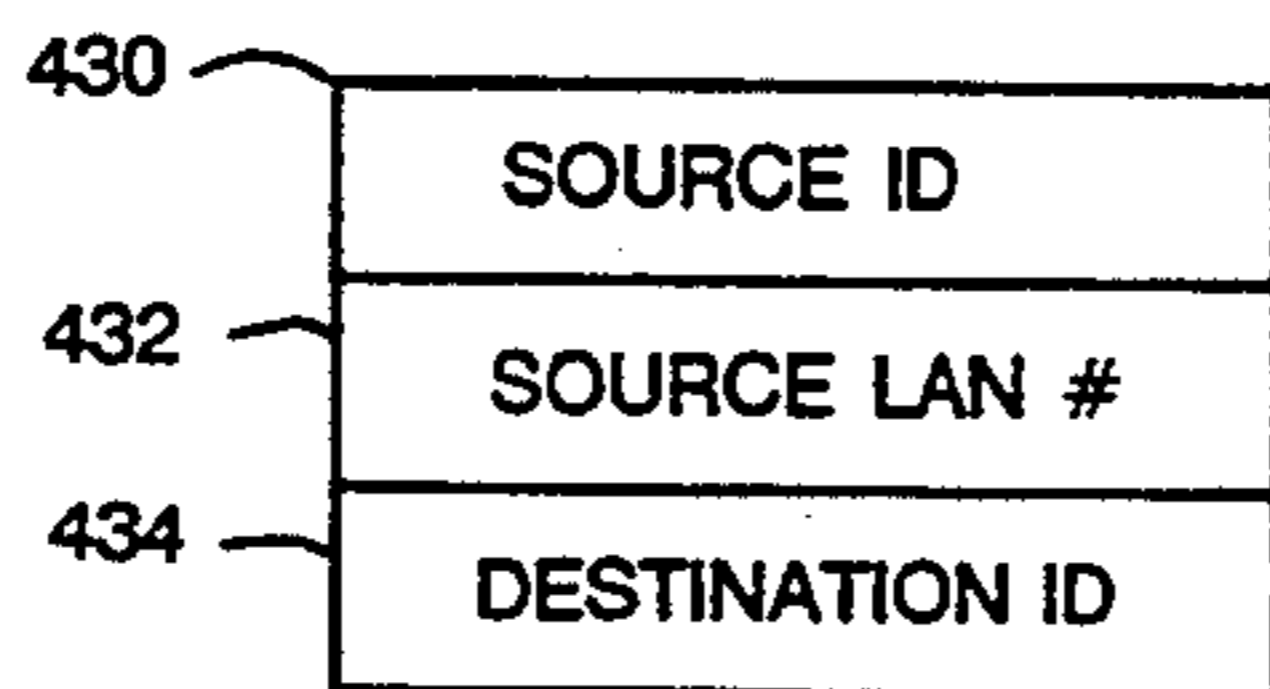 430
SOURCE ID
432
SOURCE LAN #
434
DESTINATION ID